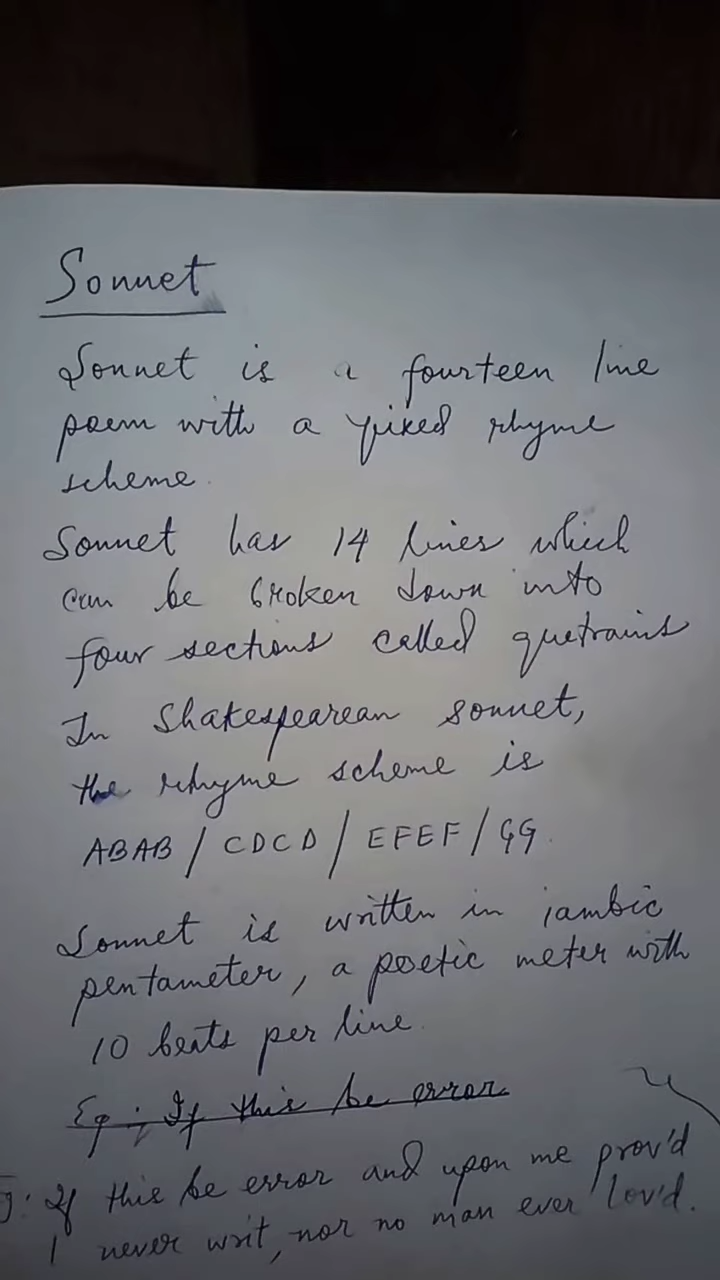 Sonnet
Sonnet is a fourteen line
poem with a fixed rhyme
scheme.
Sonnet has 14 lines which
can be broken down into
four sections called quetrains
In Shakespearean sonnet,
the rhyme scheme is
ABAB / CDCD / EFEF / GG.
Sonnet is written in iambic
pentameter, a poetic meter with
10 beats per line.
Eg : If this be error
g: If this be error and upon me prov'd
I never writ, nor no man ever lov'd.